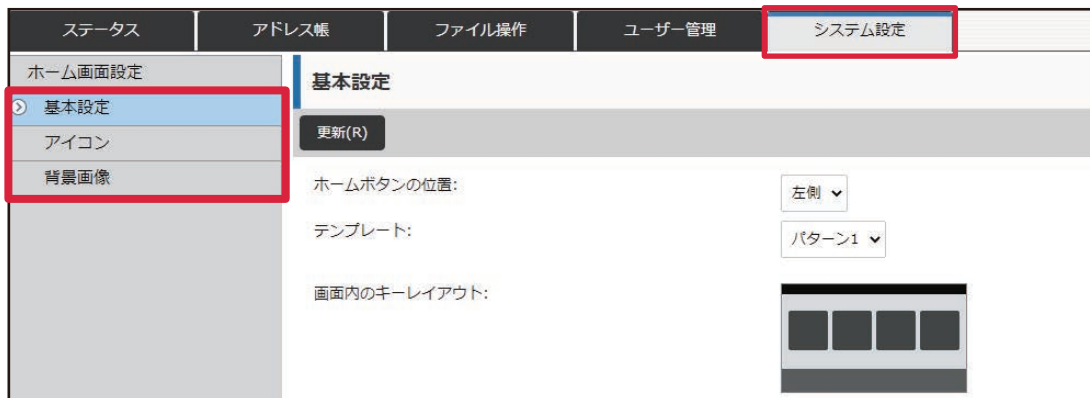 ステータス
アドレス帳
ファイル操作
ユーザー管理
システム設定
ホーム画面設定
基本設定
アイコン
背景画像
基本設定
更新(R)
ホームボタンの位置:
左側
テンプレート:
パターン1
画面内のキーレイアウト: